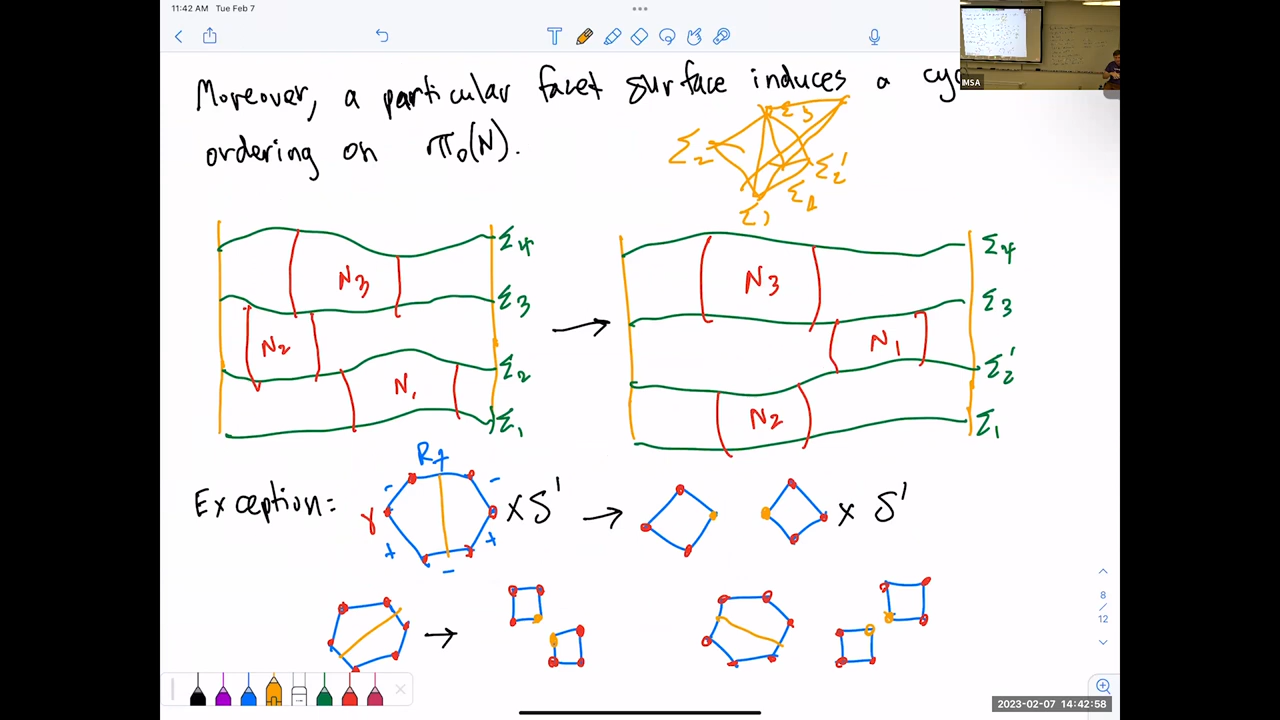 11:42 AM Tue Feb 7
MSA
Moreover, a particular facet surface induces a
ordering on π₀(N).
Σ₃
Σ₂
Σ₂'
Σ₁
Σ₄ Σ₄
N₃ N₃
Σ₃ Σ₃
N₂ N₁
Σ₂ Σ₂'
N₁ N₂
Σ₁ Σ₁
R₊
- -
Exception: γ × S¹ → × S¹
+ +
-
→
8
/
12
2023-02-07 14:42:58